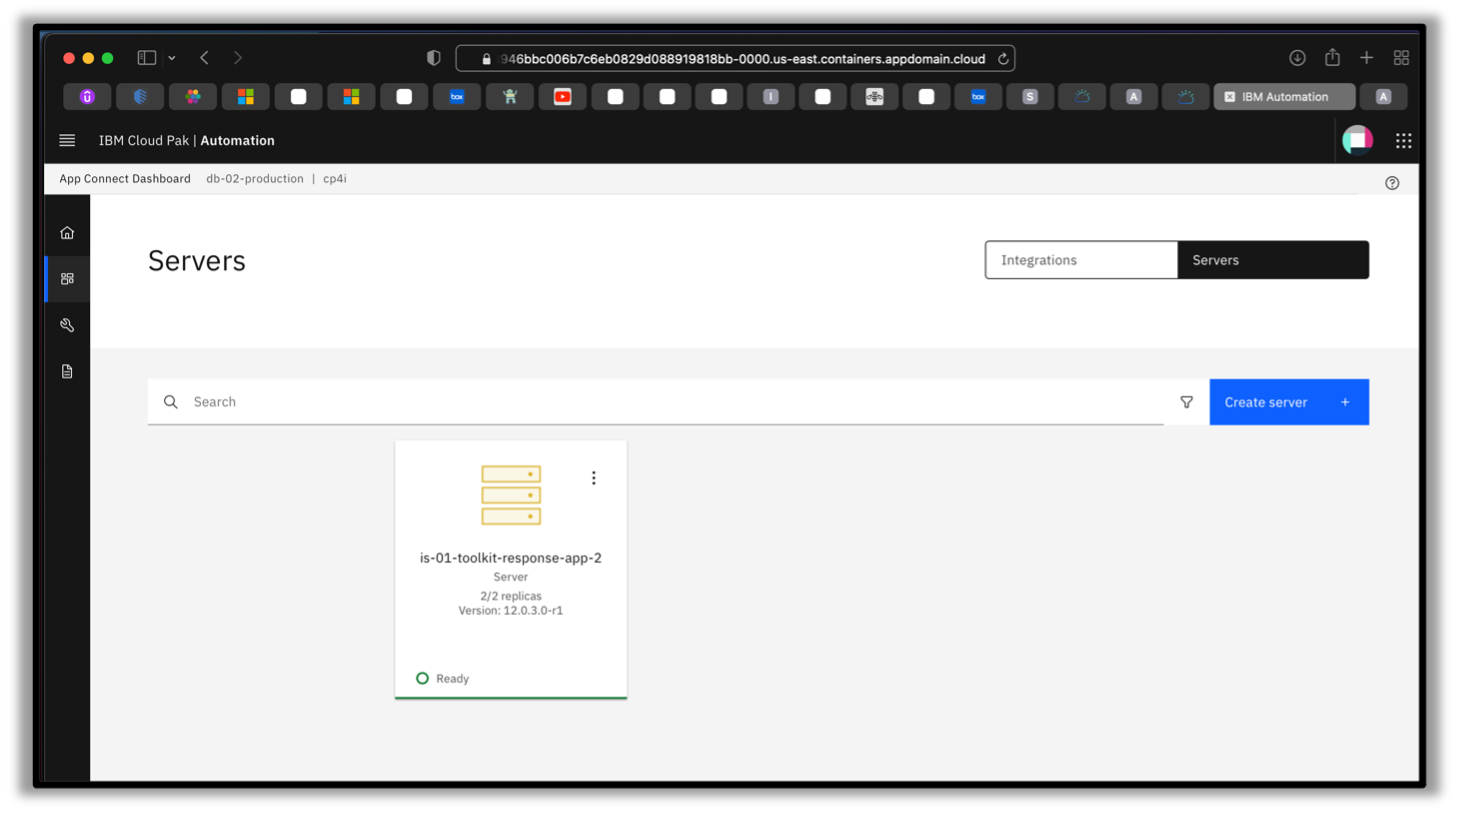 946bbc006b7c6eb0829d088919818bb-0000.us-east.containers.appdomain.cloud
box
I
box
S
A
IBM Automation
A
IBM Cloud Pak | Automation
App Connect Dashboard db-02-production | cp4i
Servers
Integrations
Servers
Search
Create server +
is-01-toolkit-response-app-2
Server
2/2 replicas
Version: 12.0.3.0-r1
Ready